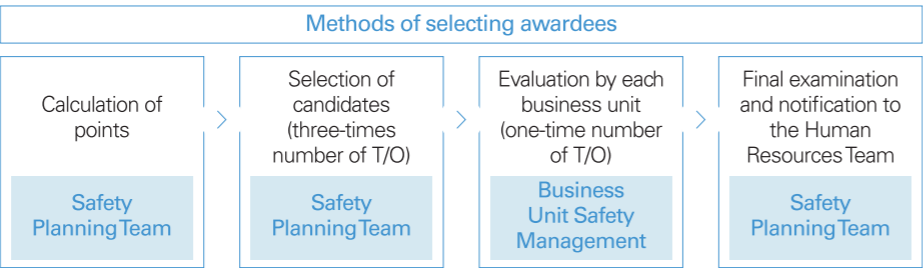 Methods of selecting awardees
Calculation of
points
Safety
Planning Team
Selection of
candidates
(three-times
number of T/O)
Safety
Planning Team
Evaluation by each
business unit
(one-time number
of T/O)
Business
Unit Safety
Management
Final examination
and notification to
the Human
Resources Team
Safety
Planning Team